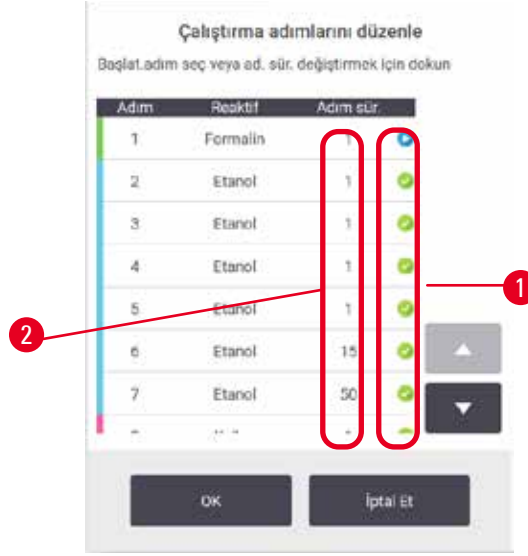 Çalıştırma adımlarını düzenle
Başlat.adım seç veya ad. sür. değiştirmek için dokun
Adım Reaktif Adım sür.
1 Formalin 1
2 Etanol 1
3 Etanol 1
4 Etanol 1
5 Etanol 1
6 Etanol 15
7 Etanol 50
OK İptal Et
1
2